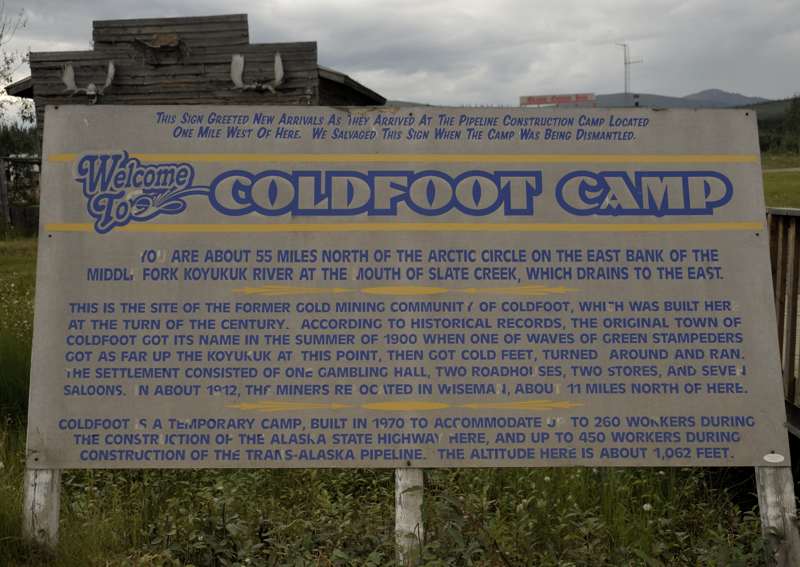 This Sign Greeted New Arrivals As They Arrived At The Pipeline Construction Camp Located
One Mile West Of Here. We Salvaged This Sign When The Camp Was Being Dismantled.
Welcome
To
COLDFOOT CAMP
YOU ARE ABOUT 55 MILES NORTH OF THE ARCTIC CIRCLE ON THE EAST BANK OF THE
MIDDLE FORK KOYUKUK RIVER AT THE MOUTH OF SLATE CREEK, WHICH DRAINS TO THE EAST.
THIS IS THE SITE OF THE FORMER GOLD MINING COMMUNITY OF COLDFOOT, WHICH WAS BUILT HERE
AT THE TURN OF THE CENTURY. ACCORDING TO HISTORICAL RECORDS, THE ORIGINAL TOWN OF
COLDFOOT GOT ITS NAME IN THE SUMMER OF 1900 WHEN ONE OF WAVES OF GREEN STAMPEDERS
GOT AS FAR UP THE KOYUKUK AT THIS POINT, THEN GOT COLD FEET, TURNED AROUND AND RAN.
THE SETTLEMENT CONSISTED OF ONE GAMBLING HALL, TWO ROADHOUSES, TWO STORES, AND SEVEN
SALOONS. IN ABOUT 1912, THE MINERS RELOCATED IN WISEMAN, ABOUT 11 MILES NORTH OF HERE.
COLDFOOT IS A TEMPORARY CAMP, BUILT IN 1970 TO ACCOMMODATE UP TO 260 WORKERS DURING
THE CONSTRUCTION OF THE ALASKA STATE HIGHWAY HERE, AND UP TO 450 WORKERS DURING
CONSTRUCTION OF THE TRANS-ALASKA PIPELINE. THE ALTITUDE HERE IS ABOUT 1,062 FEET.